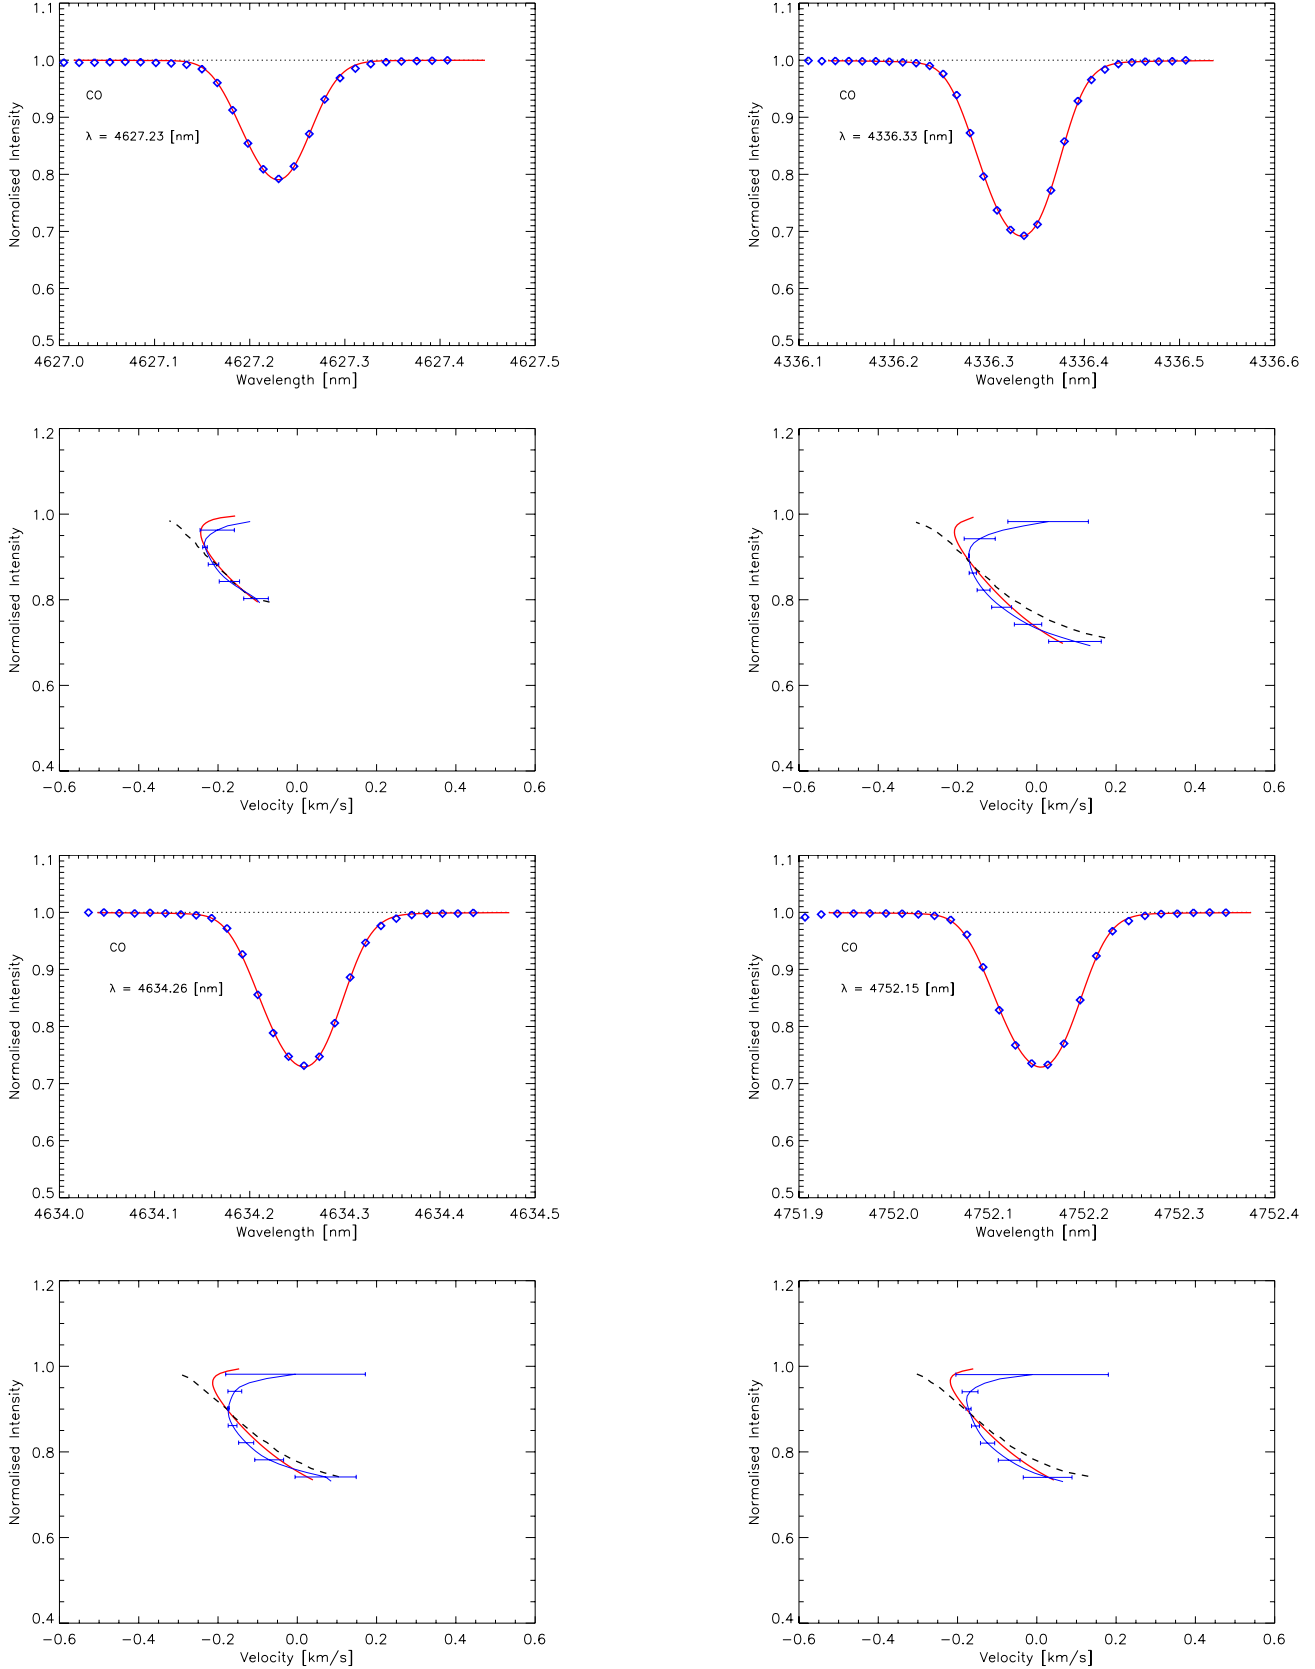 1.1
1.0
0.9
0.8
0.7
0.6
0.5
Normalised Intensity
CO
λ = 4627.23 [nm]
4627.0 4627.1 4627.2 4627.3 4627.4 4627.5
Wavelength [nm]
1.1
1.0
0.9
0.8
0.7
0.6
0.5
Normalised Intensity
CO
λ = 4336.33 [nm]
4336.1 4336.2 4336.3 4336.4 4336.5 4336.6
Wavelength [nm]
1.2
1.0
0.8
0.6
0.4
Normalised Intensity
−0.6 −0.4 −0.2 0.0 0.2 0.4 0.6
Velocity [km/s]
1.2
1.0
0.8
0.6
0.4
Normalised Intensity
−0.6 −0.4 −0.2 0.0 0.2 0.4 0.6
Velocity [km/s]
1.1
1.0
0.9
0.8
0.7
0.6
0.5
Normalised Intensity
CO
λ = 4634.26 [nm]
4634.0 4634.1 4634.2 4634.3 4634.4 4634.5
Wavelength [nm]
1.1
1.0
0.9
0.8
0.7
0.6
0.5
Normalised Intensity
CO
λ = 4752.15 [nm]
4751.9 4752.0 4752.1 4752.2 4752.3 4752.4
Wavelength [nm]
1.2
1.0
0.8
0.6
0.4
Normalised Intensity
−0.6 −0.4 −0.2 0.0 0.2 0.4 0.6
Velocity [km/s]
1.2
1.0
0.8
0.6
0.4
Normalised Intensity
−0.6 −0.4 −0.2 0.0 0.2 0.4 0.6
Velocity [km/s]